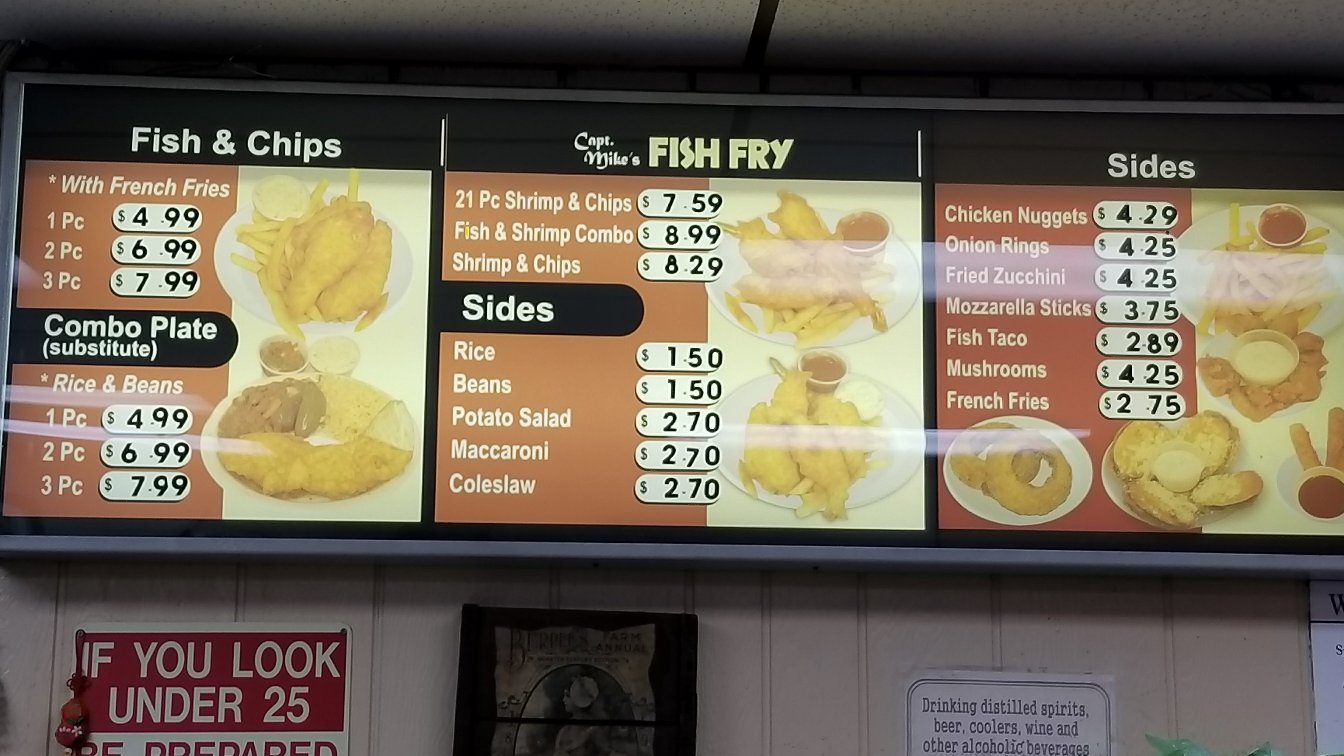 Fish & Chips
* With French Fries
1 Pc $ 4.99
2 Pc $ 6.99
3 Pc $ 7.99
Combo Plate
(substitute)
* Rice & Beans
1 Pc $ 4.99
2 Pc $ 6.99
3 Pc $ 7.99
Capt. Mike's FISH FRY
21 Pc Shrimp & Chips $ 7.59
Fish & Shrimp Combo $ 8.99
Shrimp & Chips $ 8.29
Sides
Rice $ 1.50
Beans $ 1.50
Potato Salad $ 2.70
Maccaroni $ 2.70
Coleslaw $ 2.70
Sides
Chicken Nuggets $ 4.29
Onion Rings $ 4.25
Fried Zucchini $ 4.25
Mozzarella Sticks $ 3.75
Fish Taco $ 2.89
Mushrooms $ 4.25
French Fries $ 2.75
IF YOU LOOK
UNDER 25
BE PREPARED
FARM
ANNUAL
Drinking distilled spirits,
beer, coolers, wine and
other alcoholic beverages